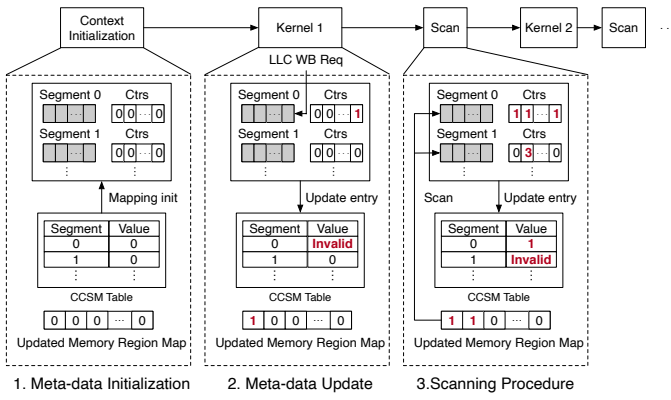 Context
Initialization
Kernel 1
Scan
Kernel 2
Scan
...
LLC WB Req
Segment 0 Ctrs
... 0 0 ... 0
Segment 1 Ctrs
... 0 0 ... 0
Mapping init
Segment Value
0 0
1 0
CCSM Table
0 0 0 ... 0
Updated Memory Region Map
1. Meta-data Initialization
Segment 0 Ctrs
... 0 0 ... 1
Segment 1 Ctrs
... 0 0 ... 0
Update entry
Segment Value
0 Invalid
1 0
CCSM Table
1 0 0 ... 0
Updated Memory Region Map
2. Meta-data Update
Segment 0 Ctrs
... 1 1 ... 1
Segment 1 Ctrs
... 0 3 ... 0
Scan
Update entry
Segment Value
0 1
1 Invalid
CCSM Table
1 1 0 ... 0
Updated Memory Region Map
3.Scanning Procedure